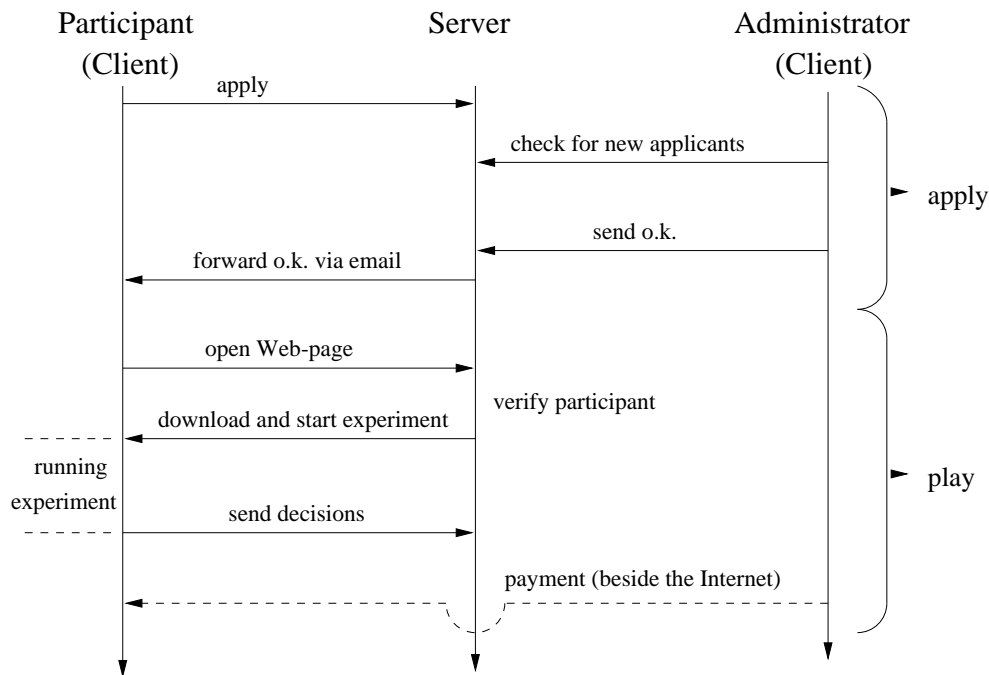 Participant
(Client)
Server
Administrator
(Client)
apply
check for new applicants
apply
send o.k.
forward o.k. via email
open Web-page
verify participant
download and start experiment
running
experiment
play
send decisions
payment (beside the Internet)